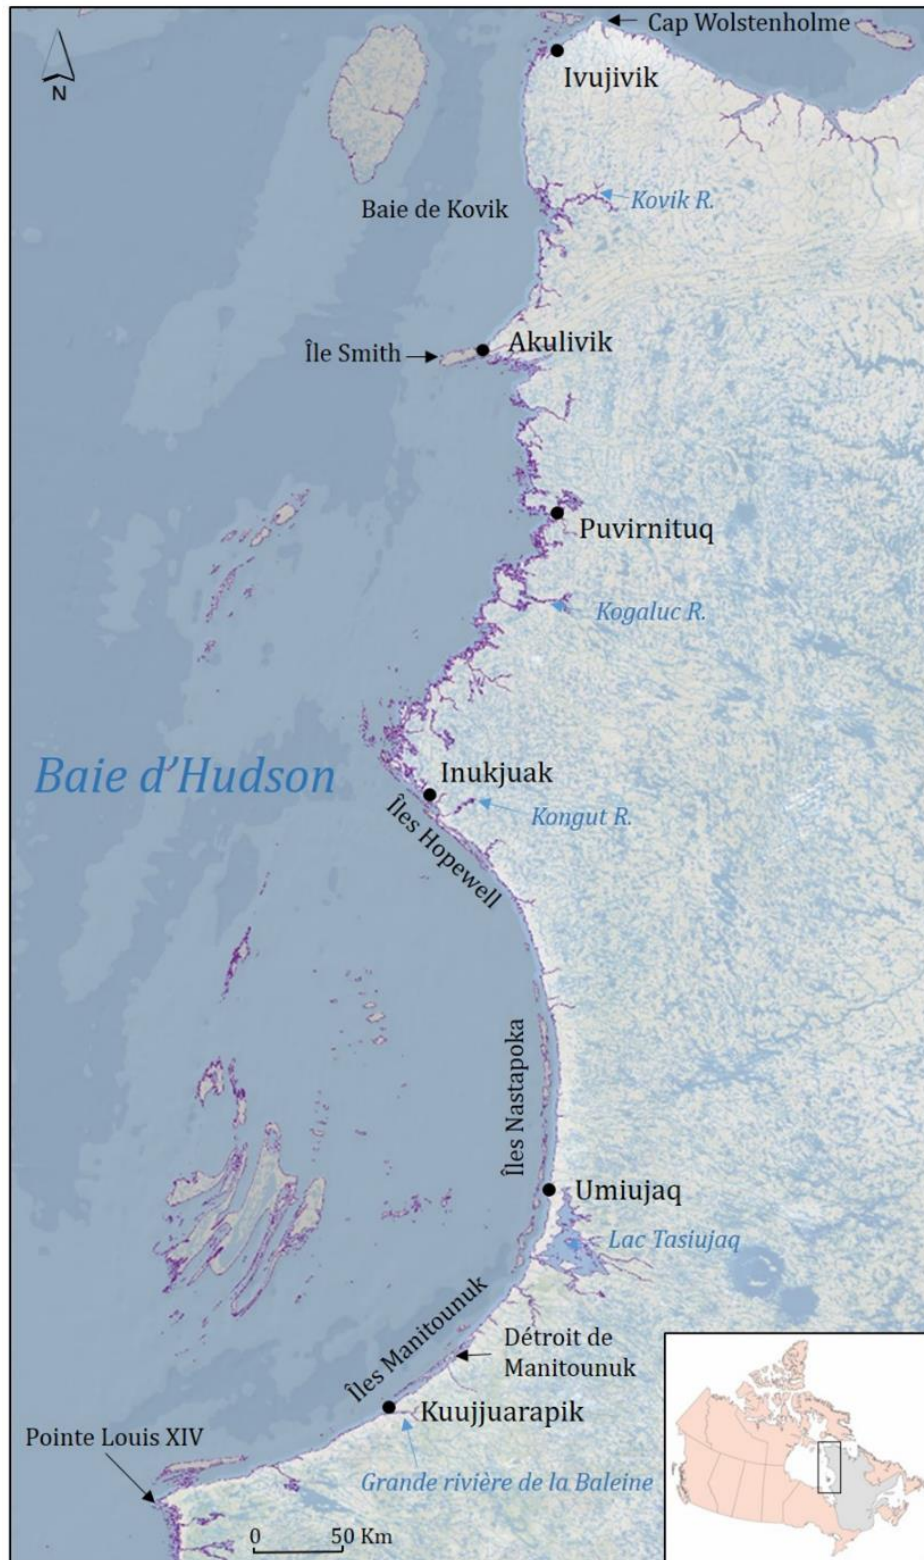 Cap Wolstenholme
N
Ivujivik
Kovik R.
Baie de Kovik
Akulivik
Île Smith
Puvirnituq
Kogaluc R.
Baie d'Hudson
Inukjuak
Kongut R.
Îles Hopewell
Îles Nastapoka
Umiujaq
Lac Tasiujaq
Îles Manitounuk
Détroit de
Manitounuk
Kuujjuarapik
Pointe Louis XIV
Grande rivière de la Baleine
0 50 Km